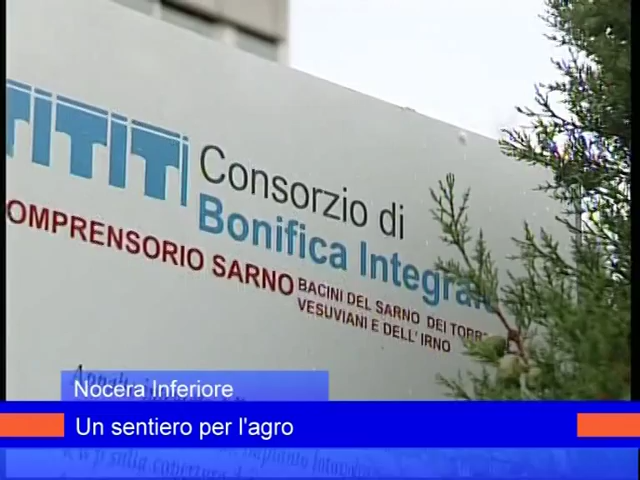 Consorzio di
Bonifica Integrale
OMPRENSORIO SARNO
BACINI DEL SARNO DEI TORR
VESUVIANI E DELL' IRNO
Nocera Inferiore
Un sentiero per l'agro